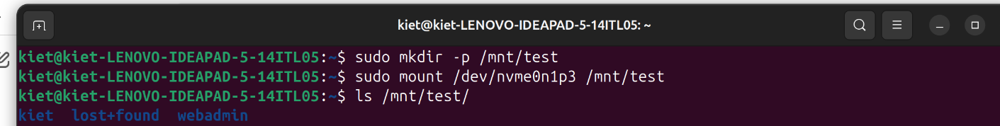 kiet@kiet-LENOVO-IDEAPAD-5-14ITL05: ~
kiet@kiet-LENOVO-IDEAPAD-5-14ITL05:~$ sudo mkdir -p /mnt/test
kiet@kiet-LENOVO-IDEAPAD-5-14ITL05:~$ sudo mount /dev/nvme0n1p3 /mnt/test
kiet@kiet-LENOVO-IDEAPAD-5-14ITL05:~$ ls /mnt/test/
kiet  lost+found  webadmin